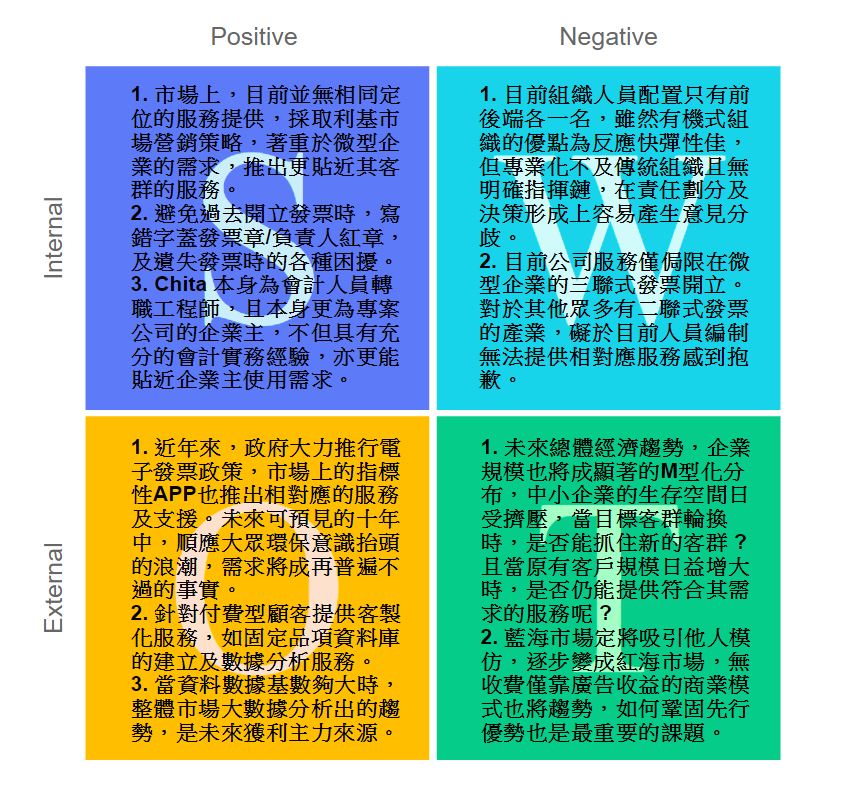 Positive
Negative
Internal
1. 市場上，目前並無相同定
位的服務提供，採取利基市
場營銷策略，著重於微型企
業的需求，推出更貼近其客
群的服務。
2. 避免過去開立發票時，寫
錯字蓋發票章/負責人紅章，
及遺失發票時的各種困擾。
3. Chita 本身為會計人員轉
職工程師，且本身更為專案
公司的企業主，不但具有充
分的會計實務經驗，亦更能
貼近企業主使用需求。
S
1. 目前組織人員配置只有前
後端各一名，雖然有機式組
織的優點為反應快彈性佳，
但專業化不及傳統組織且無
明確指揮鏈，在責任劃分及
決策形成上容易產生意見分
歧。
2. 目前公司服務僅侷限在微
型企業的三聯式發票開立。
對於其他眾多有二聯式發票
的產業，礙於目前人員編制
無法提供相對應服務感到抱
歉。
W
External
1. 近年來，政府大力推行電
子發票政策，市場上的指標
性APP也推出相對應的服務
及支援。未來可預見的十年
中，順應大眾環保意識抬頭
的浪潮，需求將成再普遍不
過的事實。
2. 針對付費型顧客提供客製
化服務，如固定品項資料庫
的建立及數據分析服務。
3. 當資料數據基數夠大時，
整體市場大數據分析出的趨
勢，是未來獲利主力來源。
O
1. 未來總體經濟趨勢，企業
規模也將成顯著的M型化分
布，中小企業的生存空間日
受擠壓，當目標客群輪換
時，是否能抓住新的客群？
且當原有客戶規模日益增大
時，是否仍能提供符合其需
求的服務呢？
2. 藍海市場定將吸引他人模
仿，逐步變成紅海市場，無
收費僅靠廣告收益的商業模
式也將趨勢，如何鞏固先行
優勢也是最重要的課題。
T